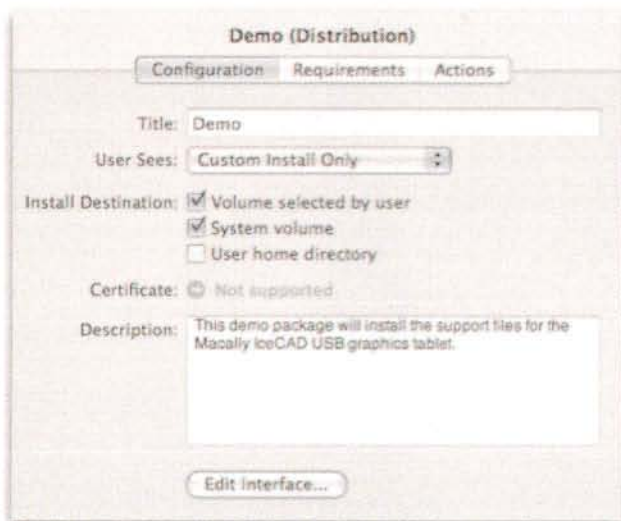 Demo (Distribution)
Configuration Requirements Actions
Title: Demo
User Sees: Custom Install Only
Install Destination: Volume selected by user
System volume
User home directory
Certificate: Not supported
Description: This demo package will install the support files for the
Macally IceCAD USB graphics tablet.
Edit Interface...